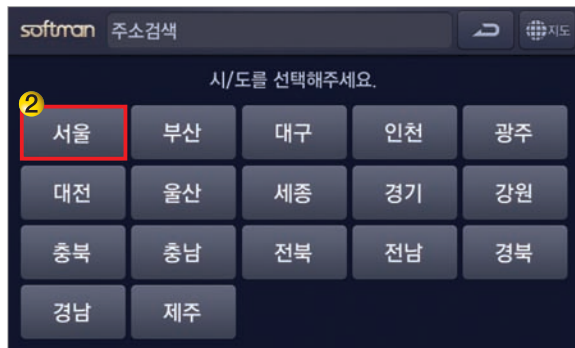 softman 주소검색 지도
시/도를 선택해주세요.
2
서울 부산 대구 인천 광주
대전 울산 세종 경기 강원
충북 충남 전북 전남 경북
경남 제주